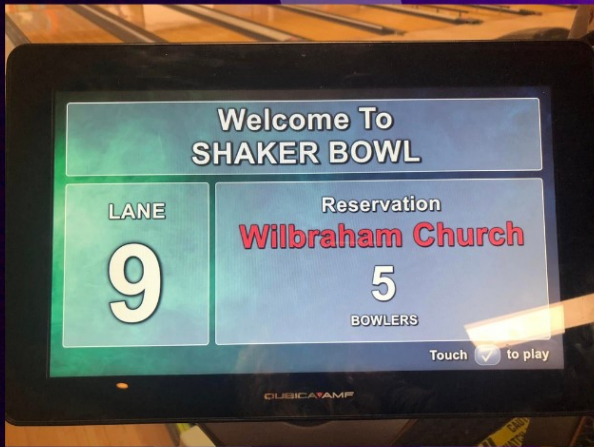 Welcome To
SHAKER BOWL
LANE
9
Reservation
Wilbraham Church
5
BOWLERS
Touch ✓ to play
QUBICAAMF